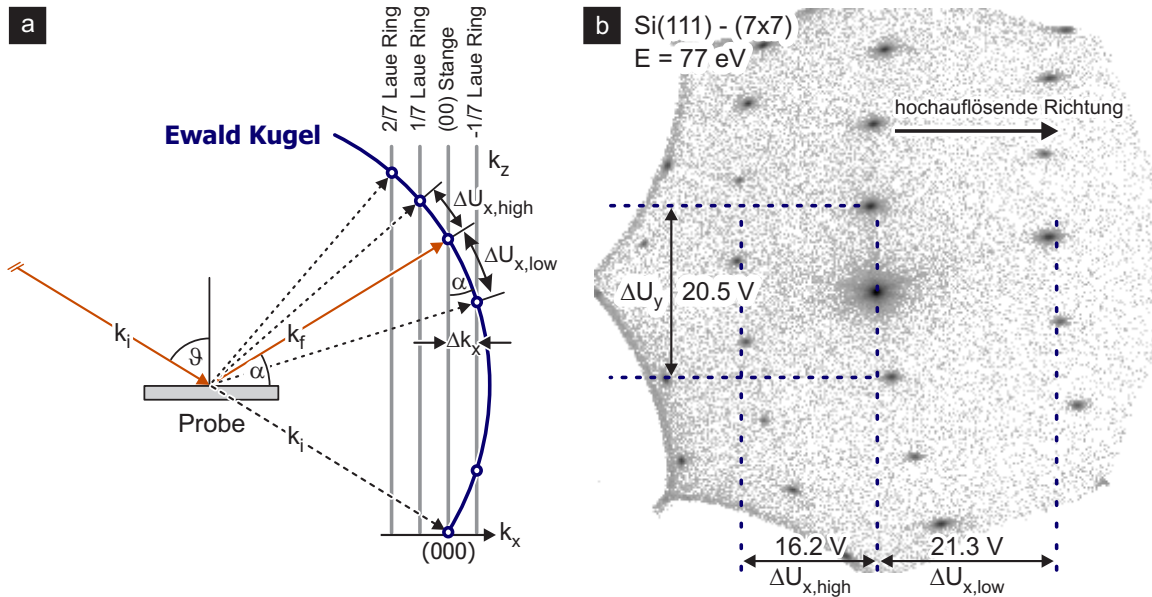 a
2/7 Laue Ring
1/7 Laue Ring
(00) Stange
-1/7 Laue Ring
Ewald Kugel
k_z
ΔU_x,high
ΔU_x,low
α
k_i
ϑ
k_f
α
Δk_x
Probe
k_i
k_x
(000)
b
Si(111) - (7x7)
E = 77 eV
hochauflösende Richtung
ΔU_y 20.5 V
16.2 V
21.3 V
ΔU_x,high
ΔU_x,low